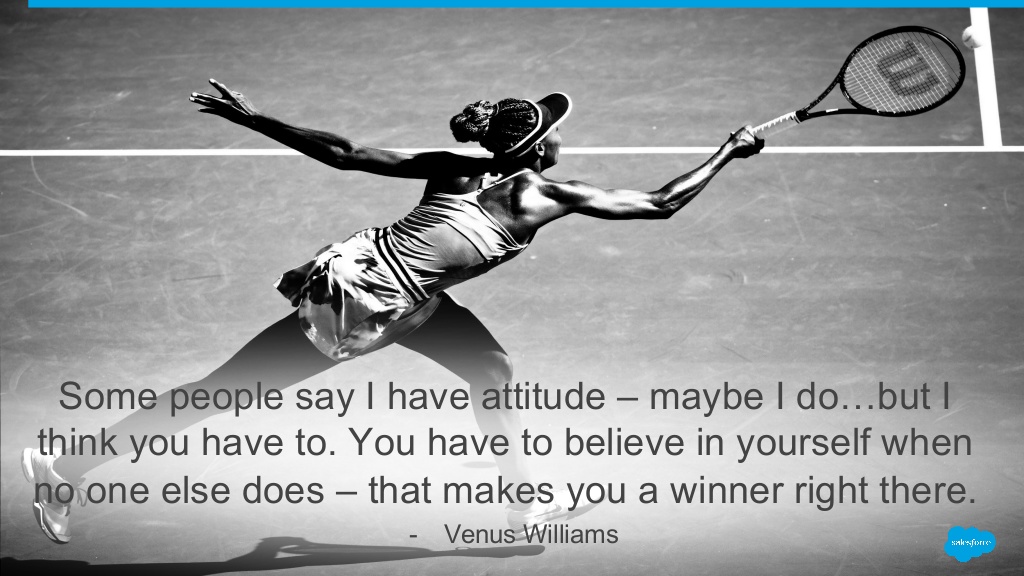 Some people say I have attitude – maybe I do…but I
think you have to. You have to believe in yourself when
no one else does – that makes you a winner right there.
- Venus Williams
salesforce